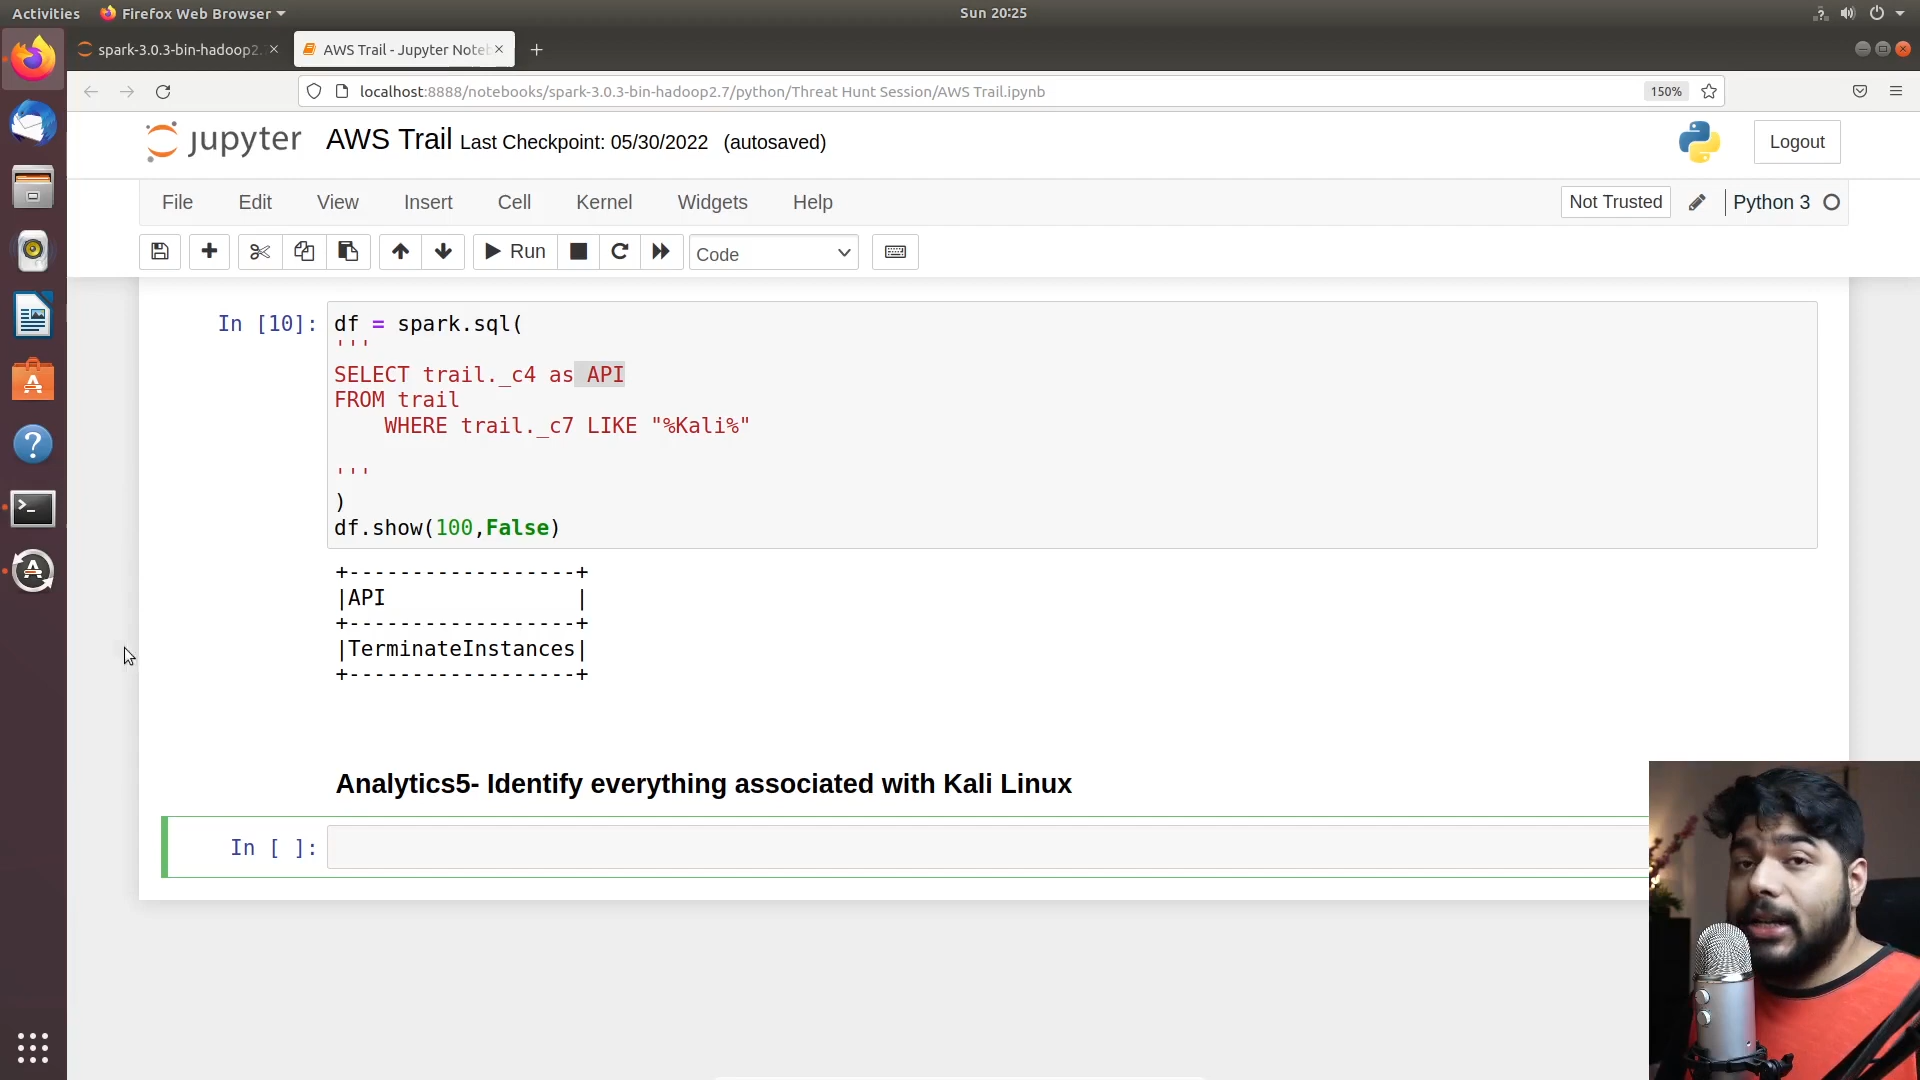 Activities
Firefox Web Browser
Sun 20:25
spark-3.0.3-bin-hadoop2.
AWS Trail - Jupyter Note
localhost:8888/notebooks/spark-3.0.3-bin-hadoop2.7/python/Threat Hunt Session/AWS Trail.ipynb
150%
jupyter AWS Trail Last Checkpoint: 05/30/2022 (autosaved)
Logout
File Edit View Insert Cell Kernel Widgets Help
Not Trusted
Python 3
Run
Code
In [10]: df = spark.sql(
'''
SELECT trail._c4 as API
FROM trail
WHERE trail._c7 LIKE "%Kali%"
'''
)
df.show(100,False)
+------------------+
|API               |
+------------------+
|TerminateInstances|
+------------------+
Analytics5- Identify everything associated with Kali Linux
In [ ]: